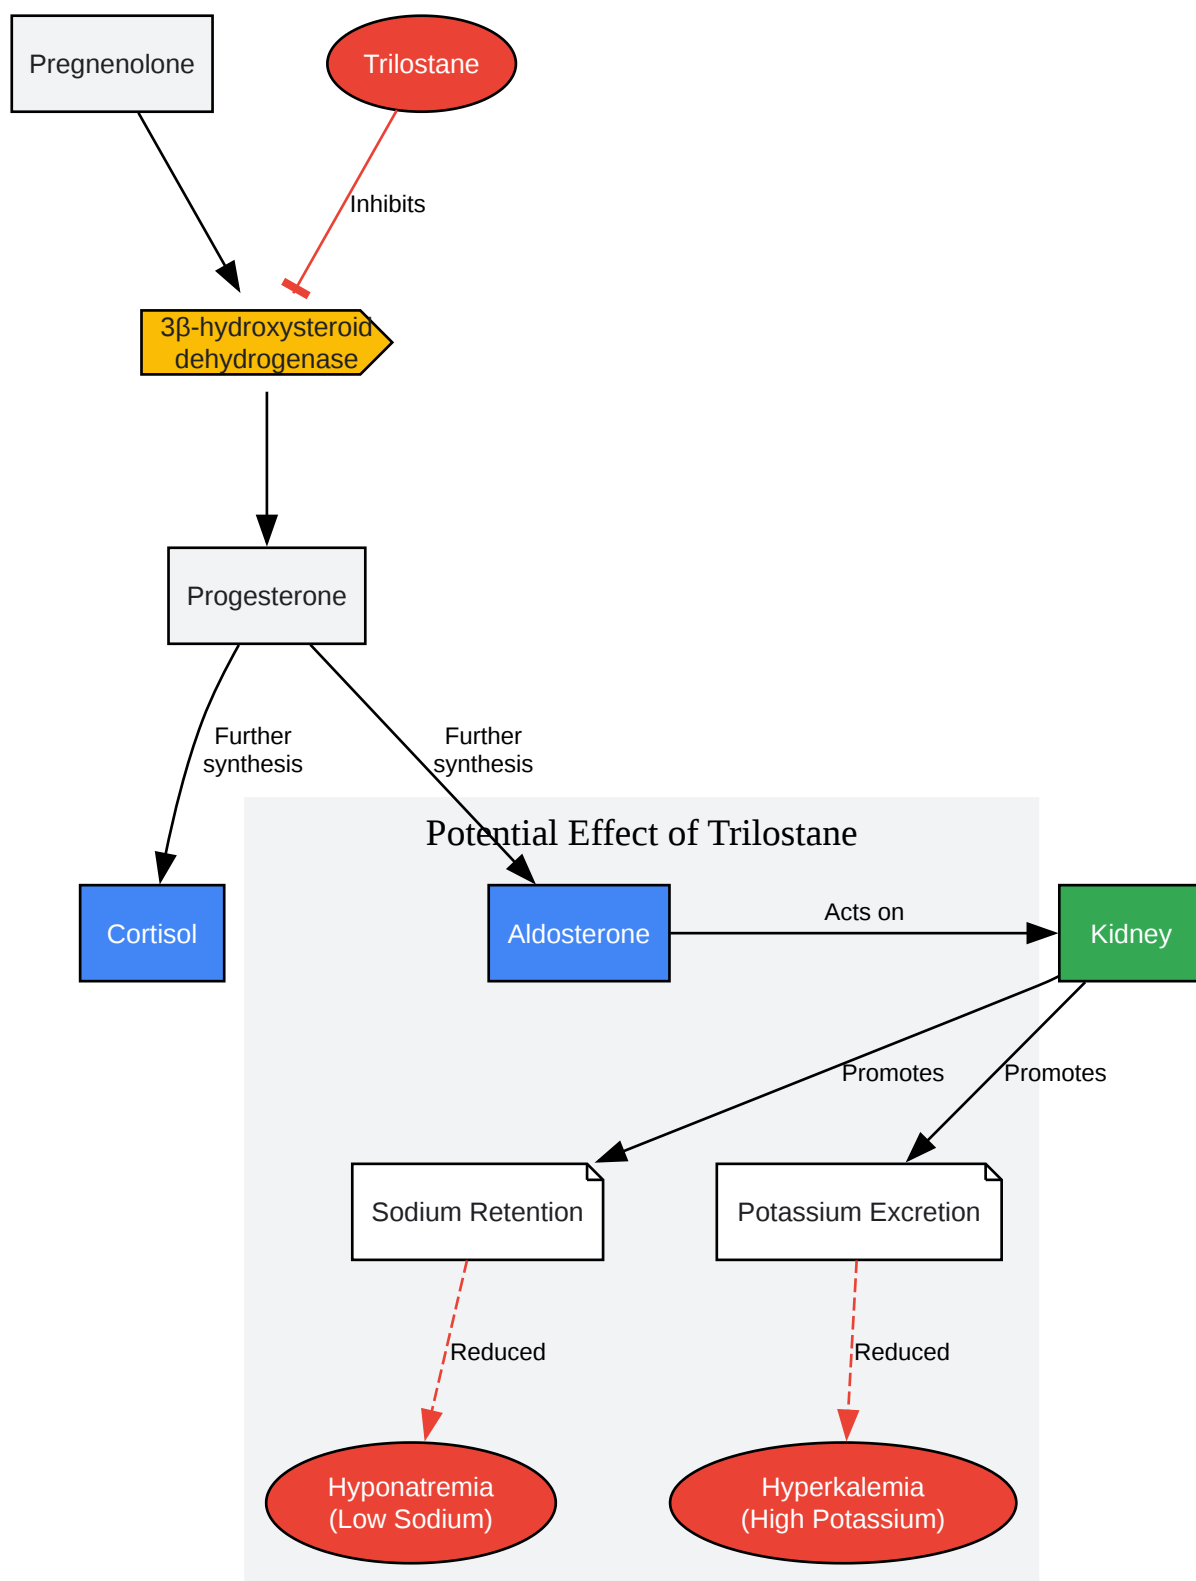 Pregnenolone
Trilostane
Inhibits
3β-hydroxysteroid
dehydrogenase
Progesterone
Further
synthesis
Further
synthesis
Potential Effect of Trilostane
Cortisol
Aldosterone
Acts on
Kidney
Promotes
Promotes
Sodium Retention
Potassium Excretion
Reduced
Reduced
Hyponatremia
(Low Sodium)
Hyperkalemia
(High Potassium)